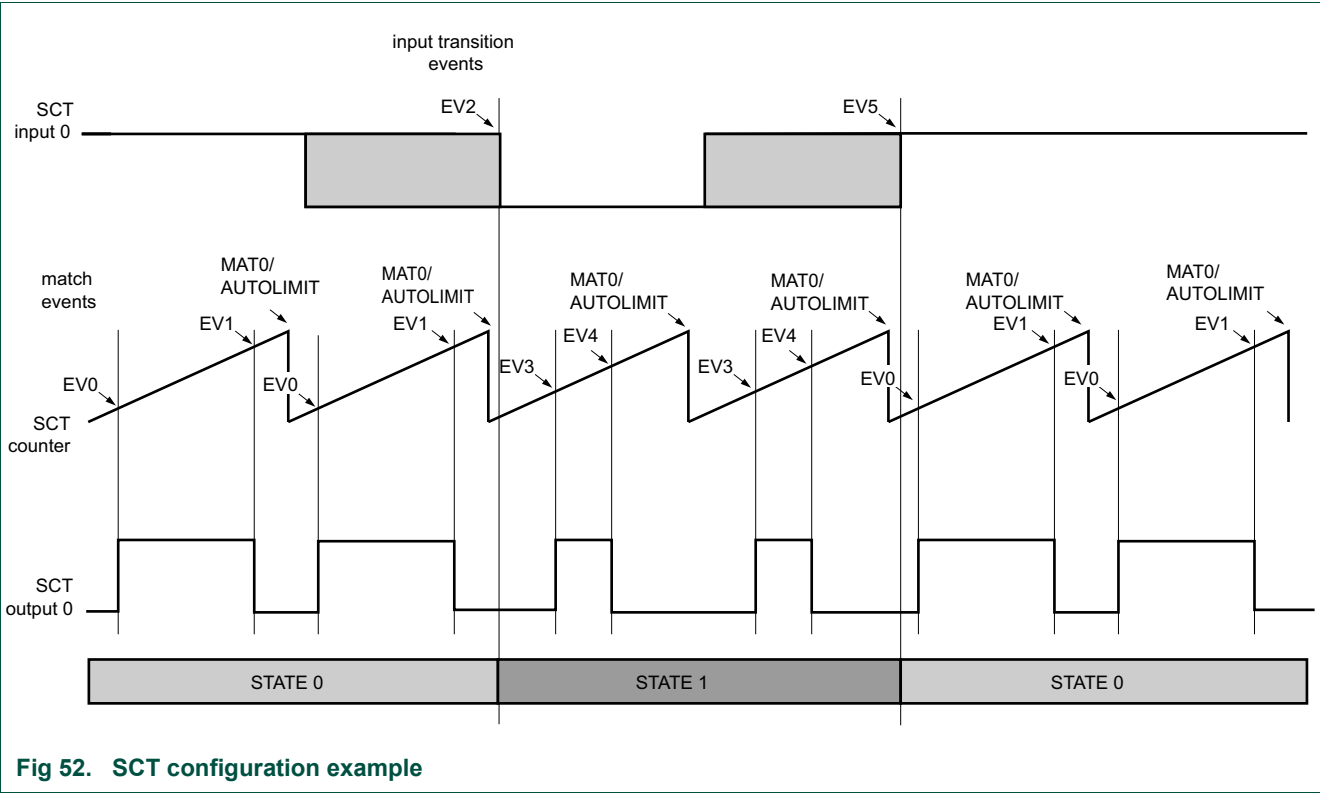 input transition
events
SCT
input 0
EV2
EV5
match
events
MAT0/
AUTOLIMIT
MAT0/
AUTOLIMIT
MAT0/
AUTOLIMIT
MAT0/
AUTOLIMIT
MAT0/
AUTOLIMIT
MAT0/
AUTOLIMIT
EV0
EV1
EV0
EV1
EV3
EV4
EV3
EV4
EV0
EV1
EV0
EV1
SCT
counter
SCT
output 0
STATE 0
STATE 1
STATE 0
Fig 52. SCT configuration example